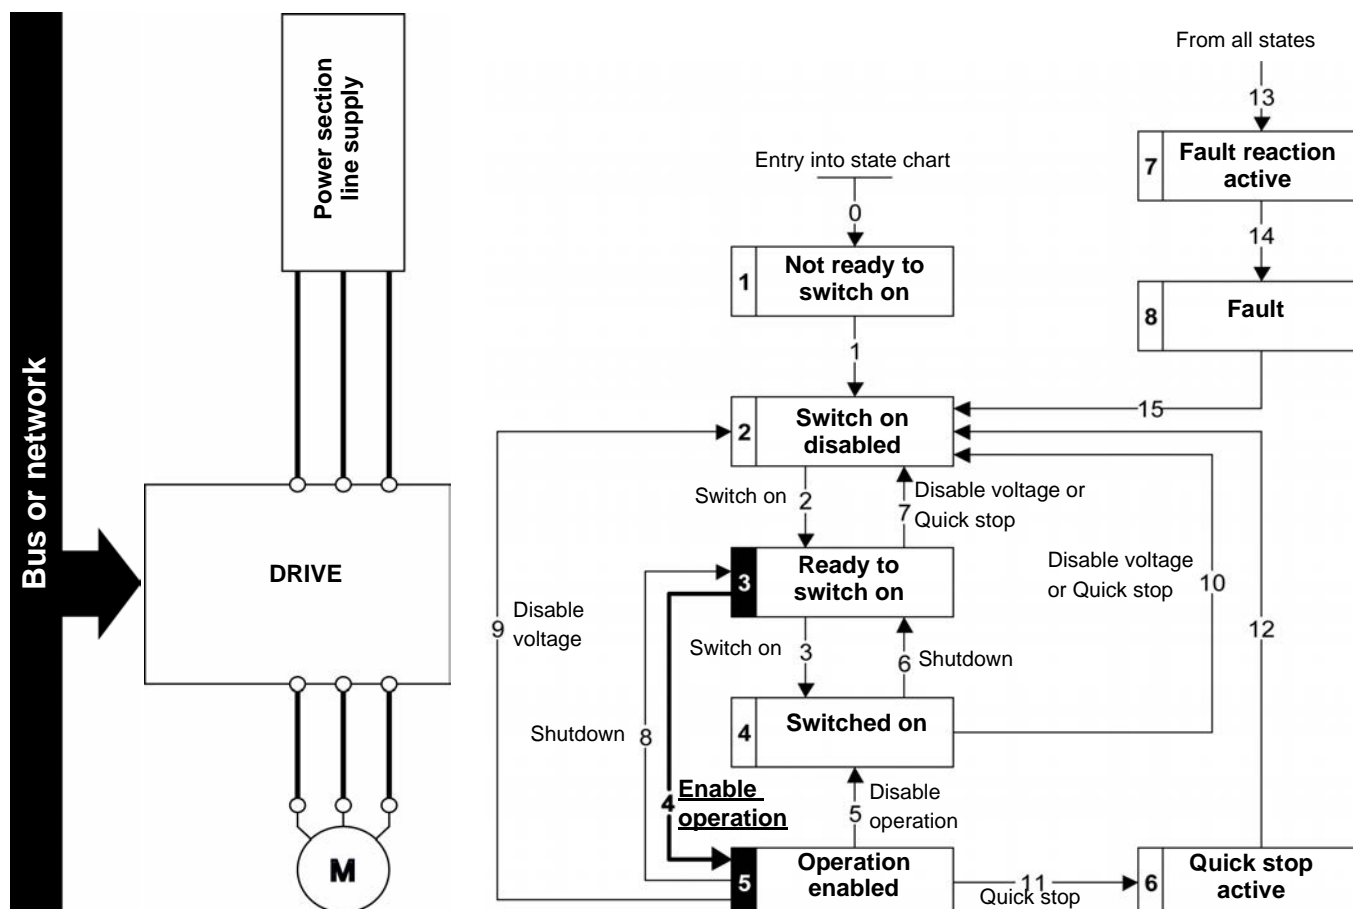 Bus or network
Power section
line supply
DRIVE
M
From all states
13
7
Fault reaction
active
14
8
Fault
15
Entry into state chart
0
1
Not ready to
switch on
1
2
Switch on
disabled
Switch on
2
7
Disable voltage or
Quick stop
3
Ready to
switch on
Disable voltage
or Quick stop
10
12
9
Disable
voltage
Switch on
3
6
Shutdown
4
Switched on
Shutdown
8
4
Enable
operation
5
Disable
operation
5
Operation
enabled
11
Quick stop
6
Quick stop
active